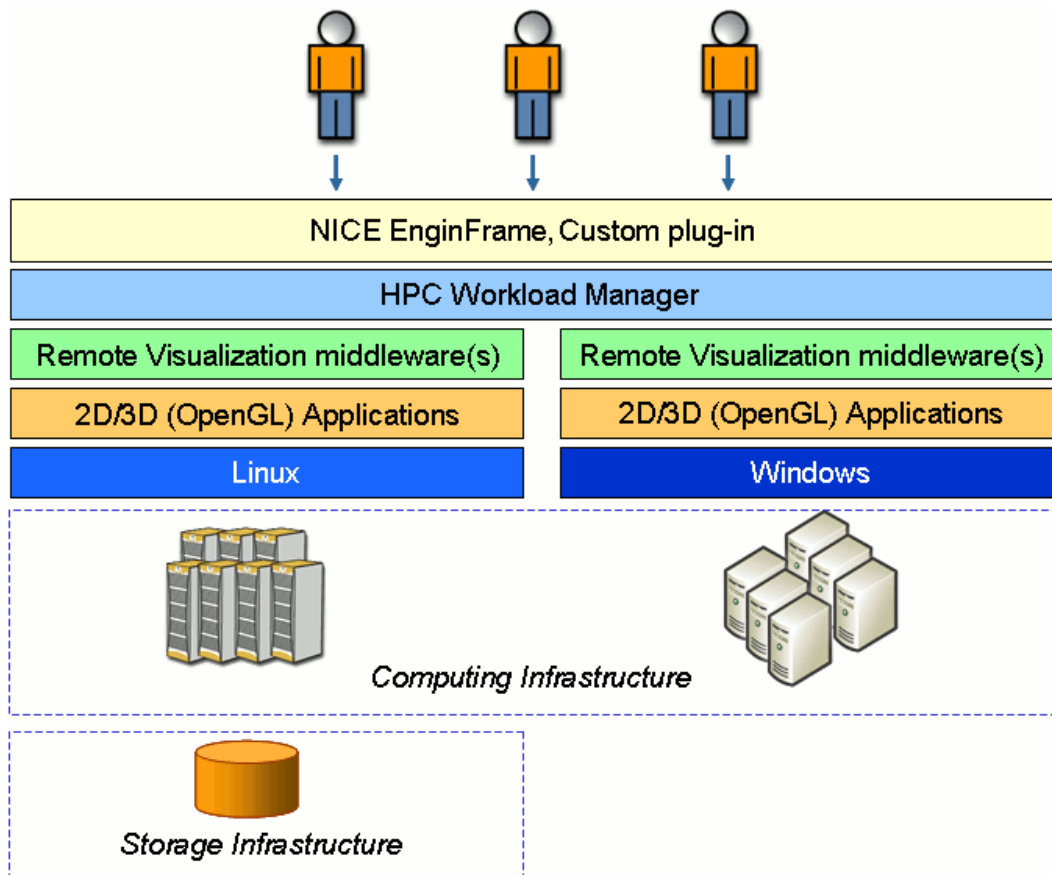 NICE EnginFrame, Custom plug-in
HPC Workload Manager
Remote Visualization middleware(s)
Remote Visualization middleware(s)
2D/3D (OpenGL) Applications
2D/3D (OpenGL) Applications
Linux
Windows
Computing Infrastructure
Storage Infrastructure